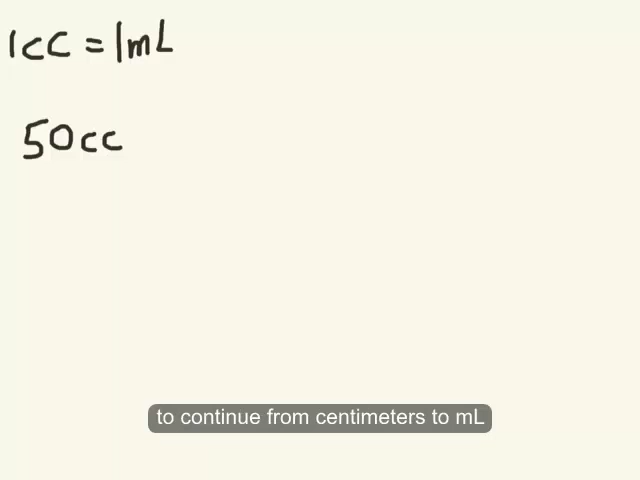 1cc = 1mL
50cc
to continue from centimeters to mL